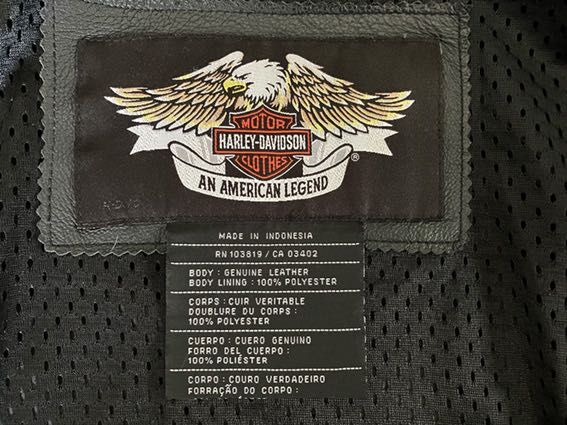 MOTOR
HARLEY-DAVIDSON
CLOTHES
®
AN AMERICAN LEGEND
MADE IN INDONESIA
RN 103819 / CA 03402
BODY : GENUINE LEATHER
BODY LINING : 100% POLYESTER
CORPS : CUIR VERITABLE
DOUBLURE DU CORPS :
100% POLYESTER
CUERPO : CUERO GENUINO
FORRO DEL CUERPO :
100% POLIÉSTER
CORPO : COURO VERDADEIRO
FORRAÇÃO DO CORPO :